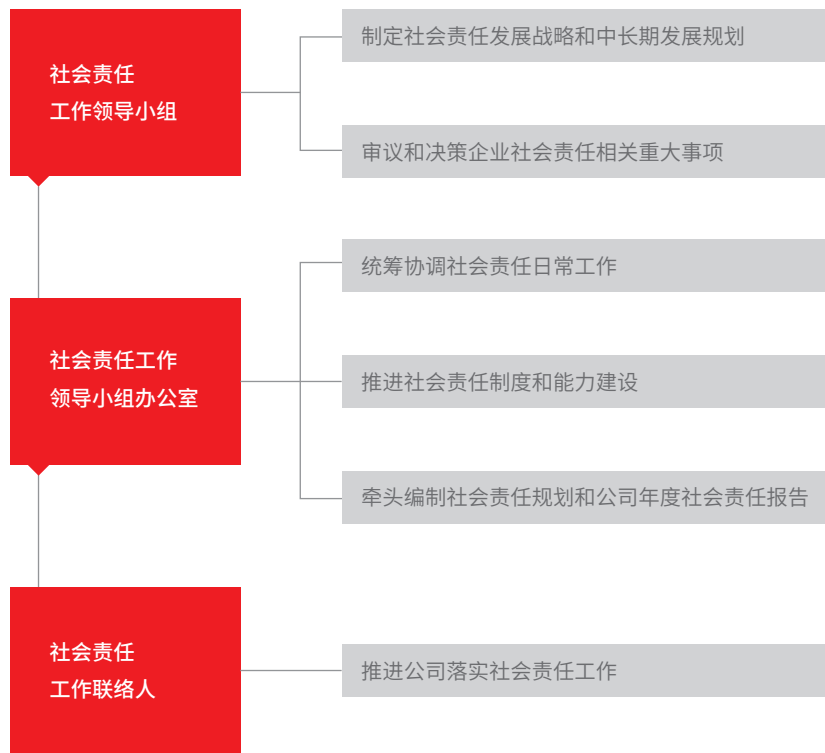 社会责任
工作领导小组
制定社会责任发展战略和中长期发展规划
审议和决策企业社会责任相关重大事项
社会责任工作
领导小组办公室
统筹协调社会责任日常工作
推进社会责任制度和能力建设
牵头编制社会责任规划和公司年度社会责任报告
社会责任
工作联络人
推进公司落实社会责任工作